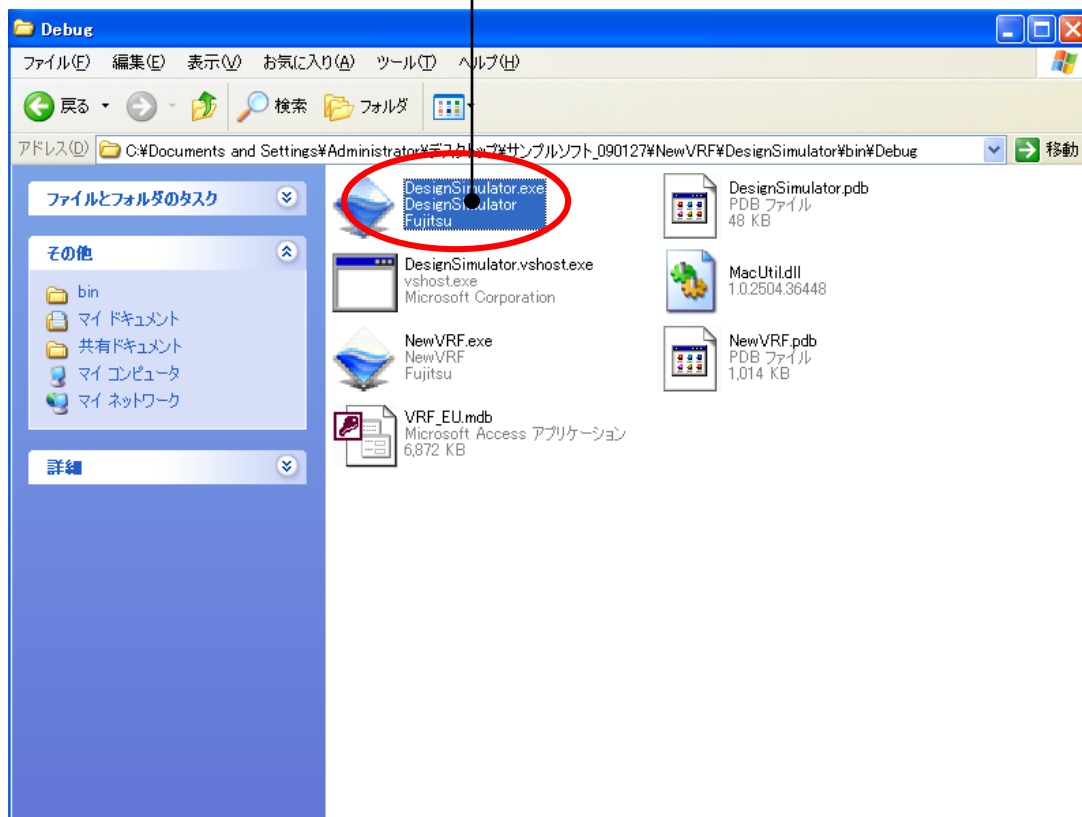 Debug
ファイル(F) 編集(E) 表示(V) お気に入り(A) ツール(T) ヘルプ(H)
戻る 検索 フォルダ
アドレス(D) C:¥Documents and Settings¥Administrator¥デスクトップ¥サンプルソフト_090127¥NewVRF¥DesignSimulator¥bin¥Debug 移動
ファイルとフォルダのタスク
その他
bin
マイ ドキュメント
共有ドキュメント
マイ コンピュータ
マイ ネットワーク
詳細
DesignSimulator.exe
DesignSimulator
Fujitsu
DesignSimulator.pdb
PDB ファイル
48 KB
DesignSimulator.vshost.exe
vshost.exe
Microsoft Corporation
MacUtil.dll
1.0.2504.36448
NewVRF.exe
NewVRF
Fujitsu
NewVRF.pdb
PDB ファイル
1,014 KB
VRF_EU.mdb
Microsoft Access アプリケーション
6,872 KB